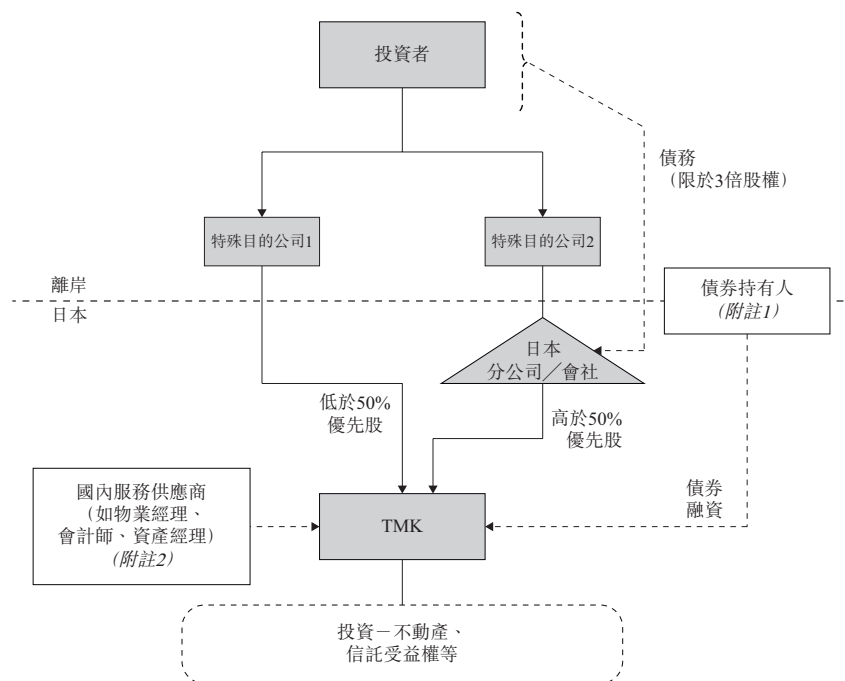 投資者
債務
（限於3倍股權）
特殊目的公司1
特殊目的公司2
離岸
日本
債券持有人
(附註1)
日本
分公司／會社
低於50%
優先股
高於50%
優先股
國內服務供應商
（如物業經理、
會計師、資產經理）
(附註2)
TMK
債券
融資
投資－不動產、
信託受益權等